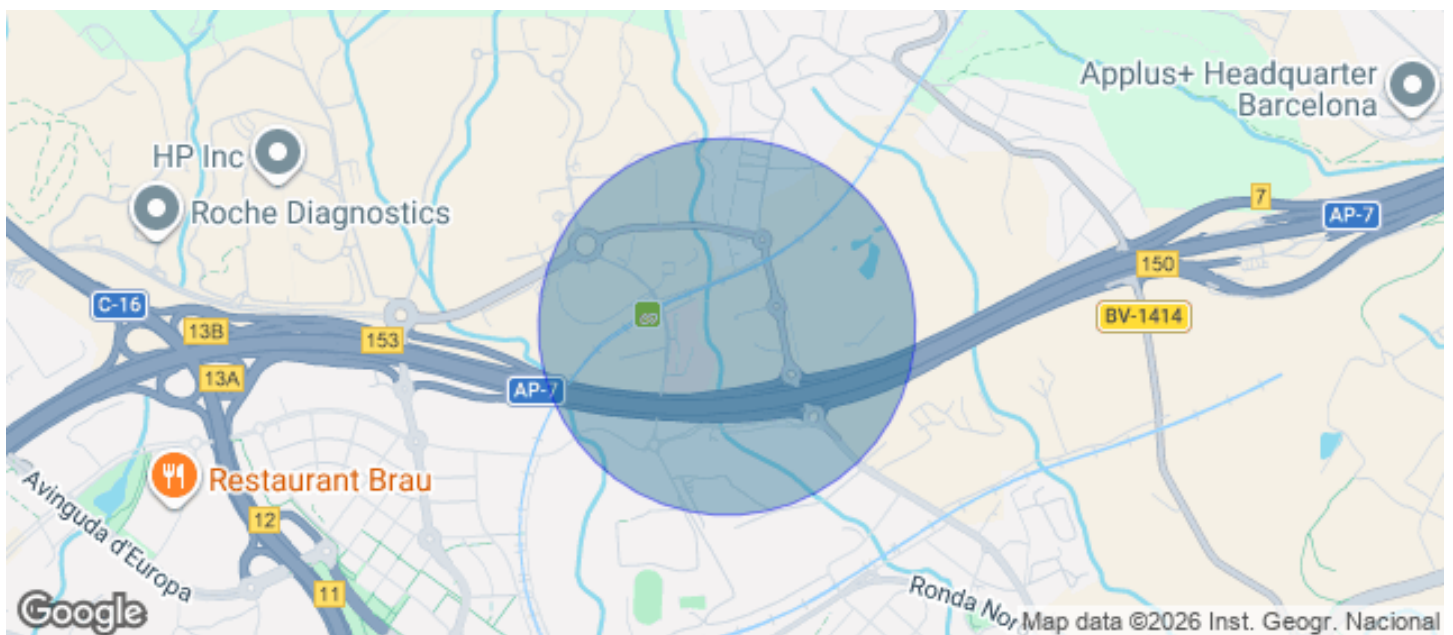 Applus+ Headquarter
Barcelona
HP Inc
Roche Diagnostics
7
AP-7
150
C-16
13B
153
BV-1414
13A
AP-7
Restaurant Brau
Avinguda d'Europa
12
11
Ronda Nor
Google
Map data ©2026 Inst. Geogr. Nacional